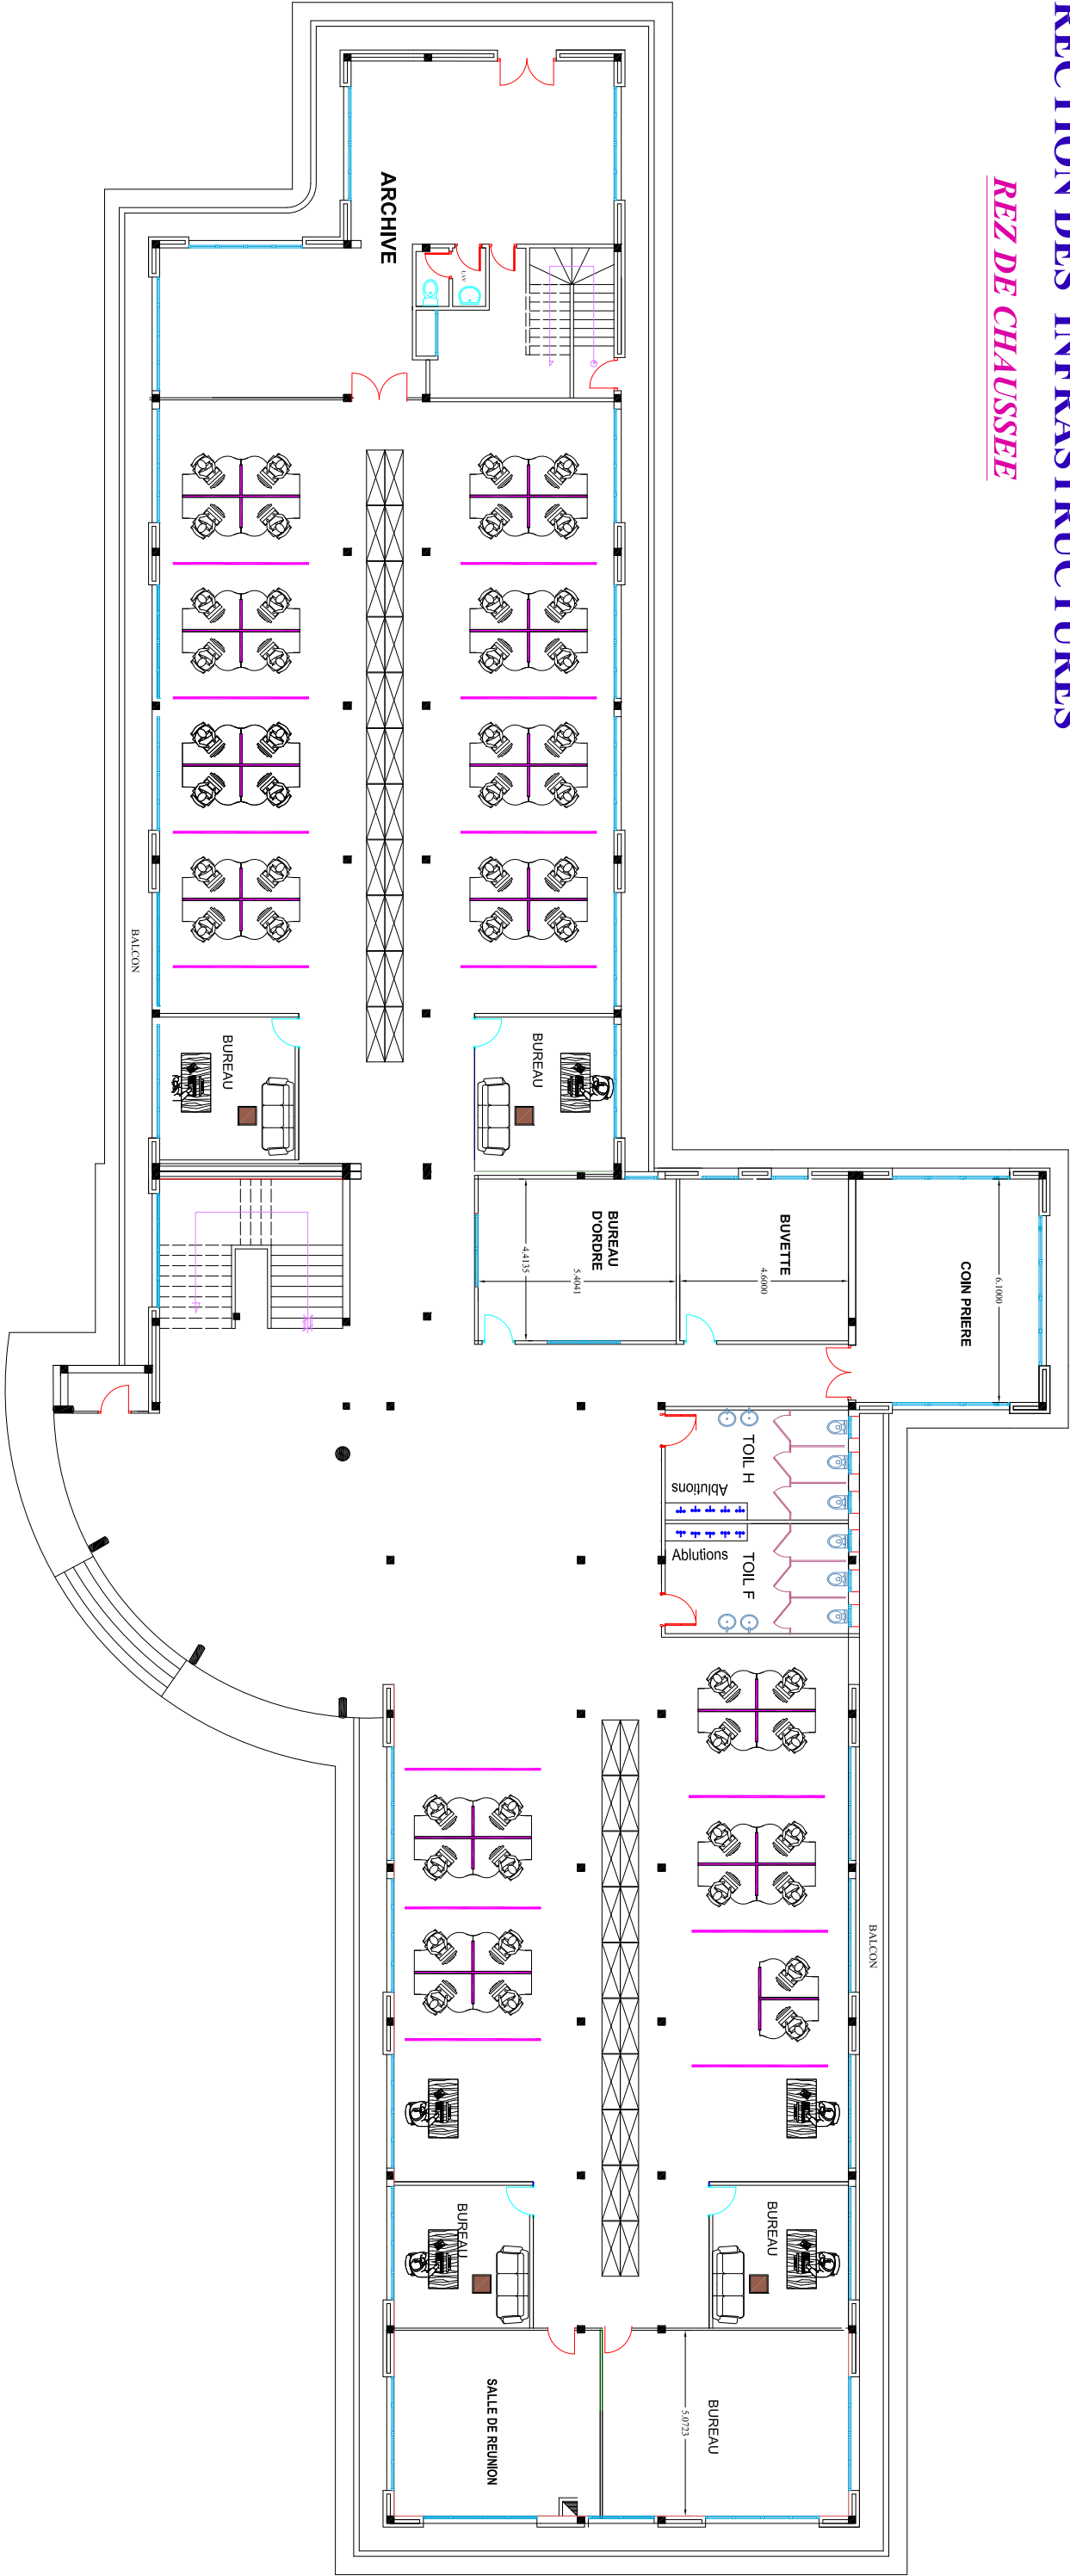 RECTION DES INFRASTRUCTURES
REZ DE CHAUSSEE
ARCHIVE
LAV
BALCON
BUREAU
BUREAU
BUREAU
D'ORDRE
4.4135
5.4041
BUVETTE
4.6000
COIN PRIERE
6.1000
TOIL H
Ablutions
Ablutions
TOIL F
BALCON
BUREAU
BUREAU
SALLE DE REUNION
BUREAU
5.0723